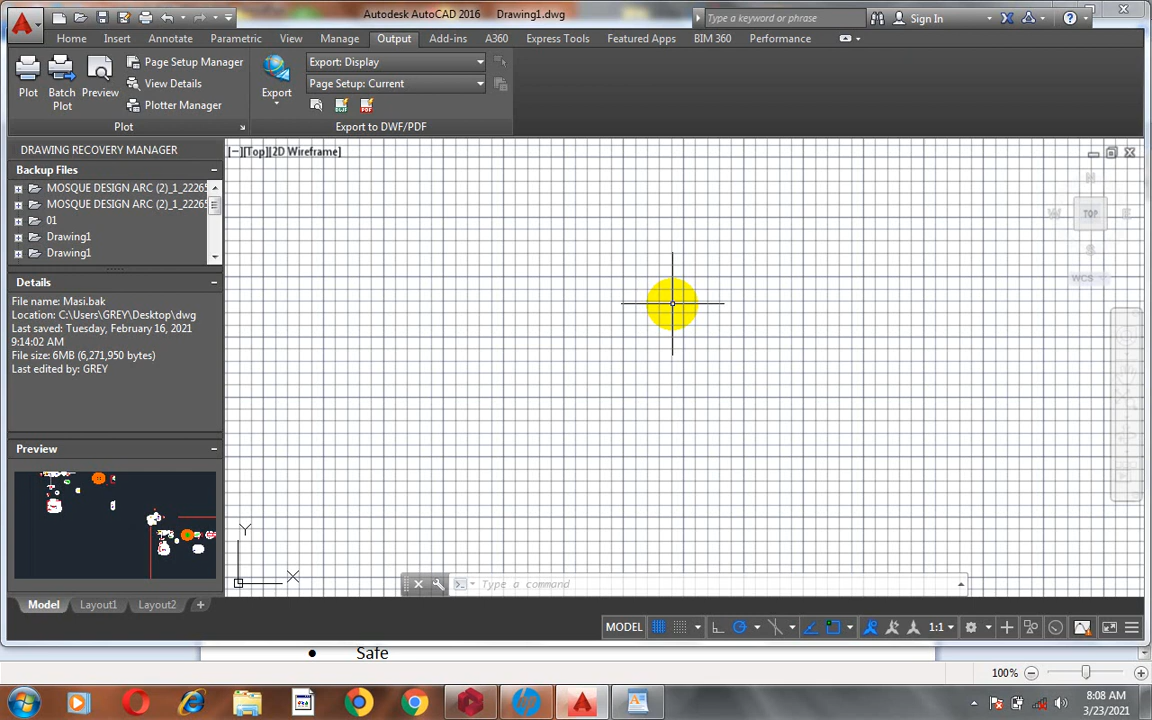 Autodesk AutoCAD 2016 Drawing1.dwg
Type a keyword or phrase
Sign In
Home Insert Annotate Parametric View Manage Output Add-ins A360 Express Tools Featured Apps BIM 360 Performance
Plot
Batch
Plot
Preview
Page Setup Manager
View Details
Plotter Manager
Plot
Export
Export: Display
Page Setup: Current
Export to DWF/PDF
DRAWING RECOVERY MANAGER
Backup Files
MOSQUE DESIGN ARC (2)_1_2226
MOSQUE DESIGN ARC (2)_1_2226
01
Drawing1
Drawing1
Details
File name: Masi.bak
Location: C:\Users\GREY\Desktop\dwg
Last saved: Tuesday, February 16, 2021
9:14:02 AM
File size: 6MB (6,271,950 bytes)
Last edited by: GREY
Preview
[−][Top][2D Wireframe]
N
W TOP E
S
WCS
Y
X
Type a command
Model Layout1 Layout2
MODEL
1:1
• Safe
100%
8:08 AM
3/23/2021